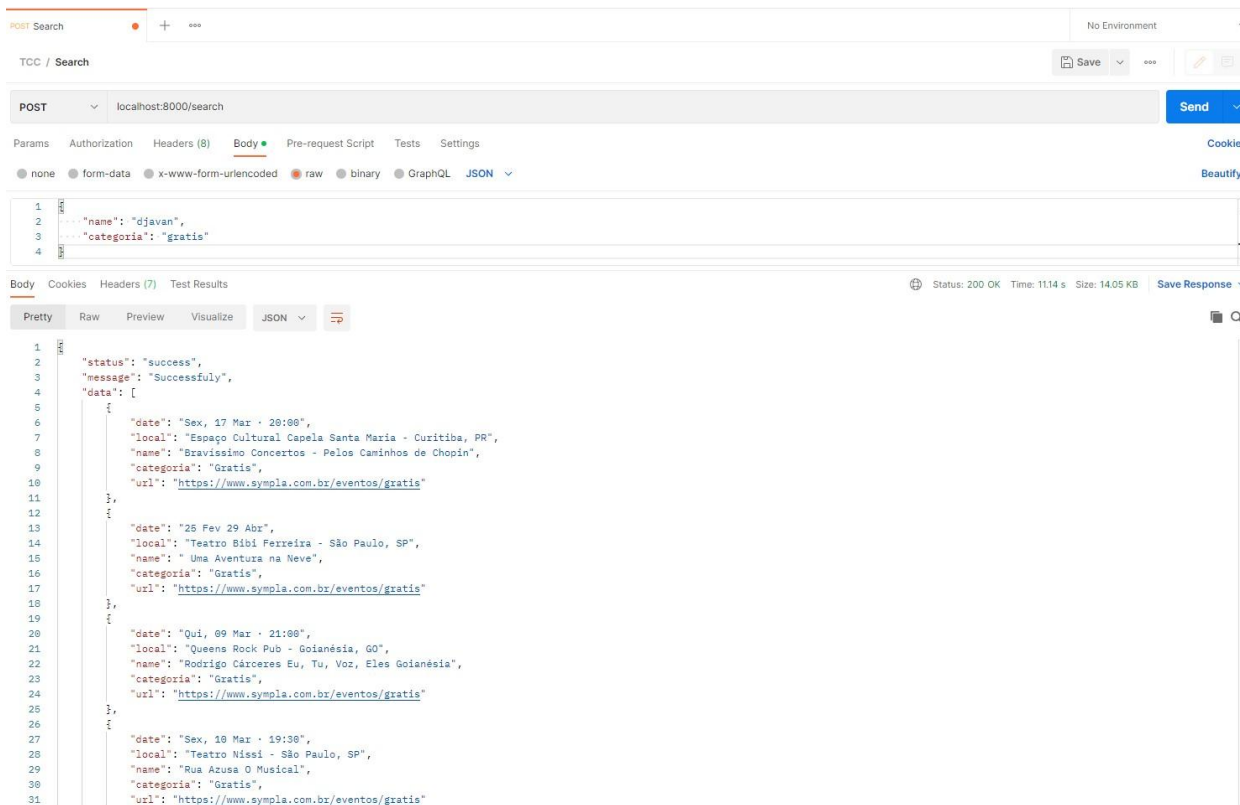 POST Search
+
ooo
No Environment
TCC / Search
Save
ooo
POST
localhost:8000/search
Send
Params Authorization Headers (8) Body Pre-request Script Tests Settings
Cookie
none form-data x-www-form-urlencoded raw binary GraphQL JSON
Beautify
1 {
2 "name": "djavan",
3 "categoria": "gratis"
4 }
Body Cookies Headers (7) Test Results
Status: 200 OK Time: 11.14 s Size: 14.05 KB Save Response
Pretty Raw Preview Visualize JSON
1 {
2 "status": "success",
3 "message": "Successfuly",
4 "data": [
5 {
6 "date": "Sex, 17 Mar · 20:00",
7 "local": "Espaço Cultural Capela Santa Maria - Curitiba, PR",
8 "name": "Bravíssimo Concertos - Pelos Caminhos de Chopin",
9 "categoria": "Gratis",
10 "url": "https://www.sympla.com.br/eventos/gratis"
11 },
12 {
13 "date": "25 Fev 29 Abr",
14 "local": "Teatro Bibi Ferreira - São Paulo, SP",
15 "name": " Uma Aventura na Neve",
16 "categoria": "Gratis",
17 "url": "https://www.sympla.com.br/eventos/gratis"
18 },
19 {
20 "date": "Qui, 09 Mar · 21:00",
21 "local": "Queens Rock Pub - Goianésia, GO",
22 "name": "Rodrigo Cárceres Eu, Tu, Voz, Eles Goianésia",
23 "categoria": "Gratis",
24 "url": "https://www.sympla.com.br/eventos/gratis"
25 },
26 {
27 "date": "Sex, 10 Mar · 19:30",
28 "local": "Teatro Nissi - São Paulo, SP",
29 "name": "Rua Azusa O Musical",
30 "categoria": "Gratis",
31 "url": "https://www.sympla.com.br/eventos/gratis"